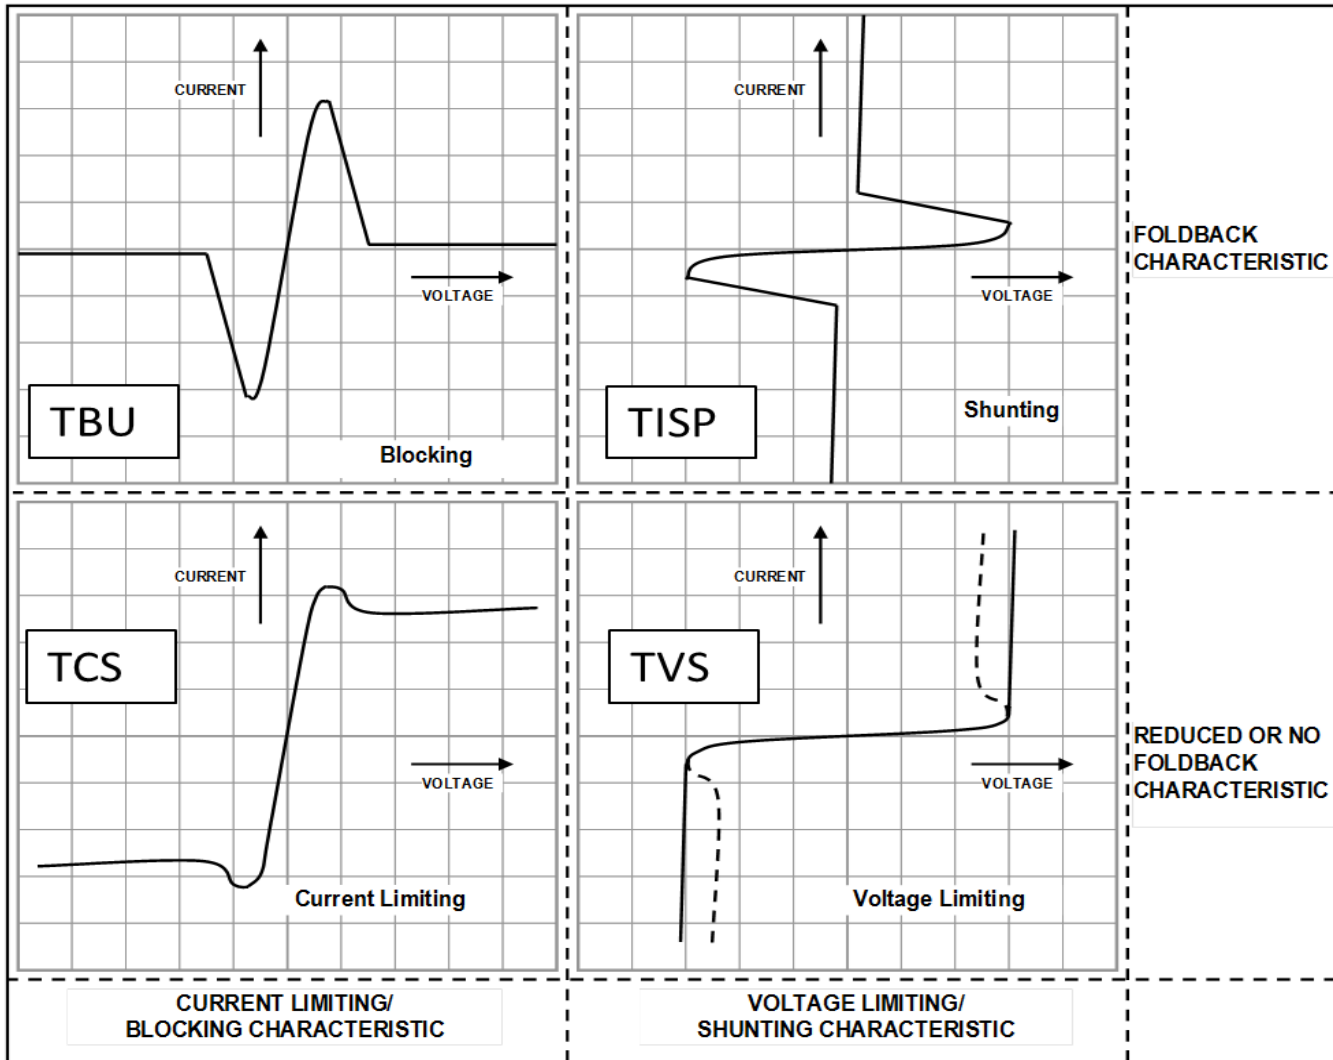 CURRENT
VOLTAGE
TBU
Blocking
CURRENT
VOLTAGE
TISP
Shunting
FOLDBACK
CHARACTERISTIC
CURRENT
VOLTAGE
TCS
Current Limiting
CURRENT
VOLTAGE
TVS
Voltage Limiting
REDUCED OR NO
FOLDBACK
CHARACTERISTIC
CURRENT LIMITING/
BLOCKING CHARACTERISTIC
VOLTAGE LIMITING/
SHUNTING CHARACTERISTIC